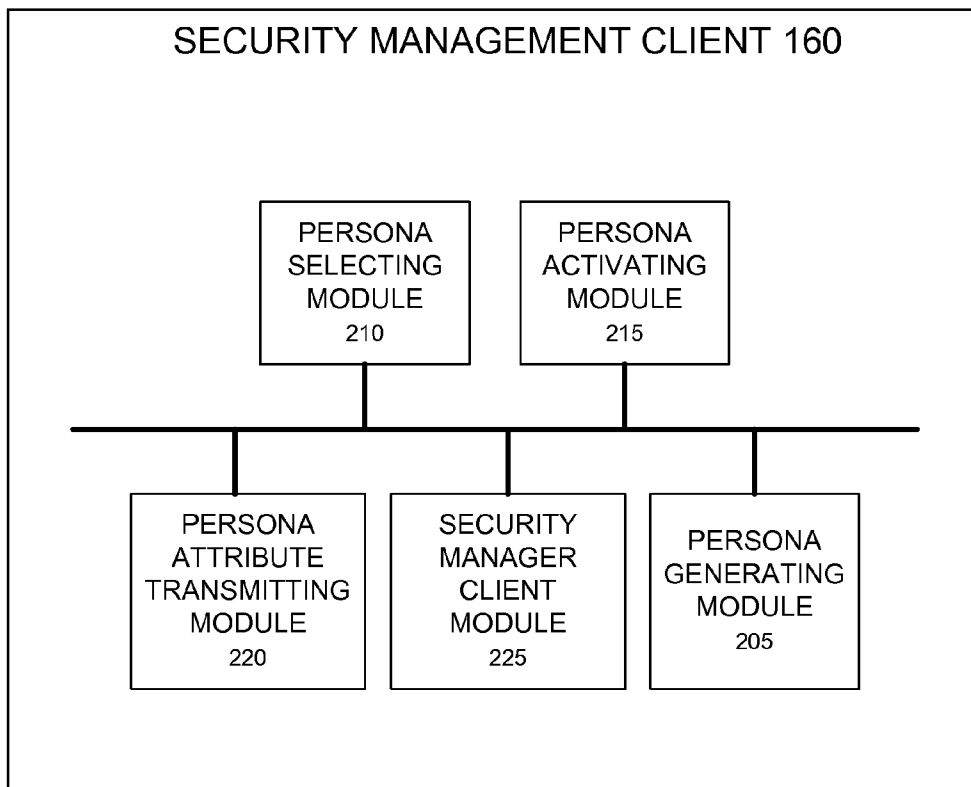 SECURITY MANAGEMENT CLIENT 160
PERSONA
SELECTING
MODULE
210
PERSONA
ACTIVATING
MODULE
215
PERSONA
ATTRIBUTE
TRANSMITTING
MODULE
220
SECURITY
MANAGER
CLIENT
MODULE
225
PERSONA
GENERATING
MODULE
205